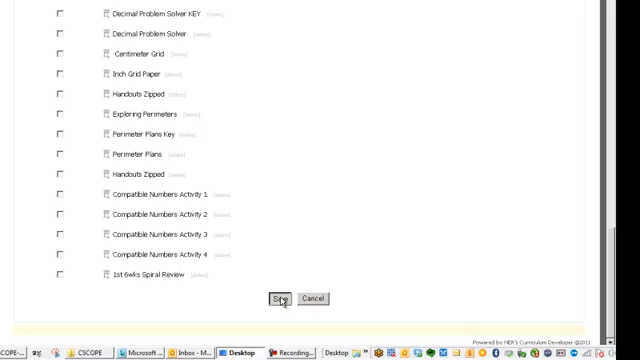 Decimal Problem Solver KEY [delete]
Decimal Problem Solver [delete]
Centimeter Grid [delete]
Inch Grid Paper [delete]
Handouts Zipped [delete]
Exploring Perimeters [delete]
Perimeter Plans Key [delete]
Perimeter Plans [delete]
Handouts Zipped [delete]
Compatible Numbers Activity 1 [delete]
Compatible Numbers Activity 2 [delete]
Compatible Numbers Activity 3 [delete]
Compatible Numbers Activity 4 [delete]
1st 6wks Spiral Review [delete]
Save Cancel
Powered by HER's Curriculum Developer ©2011
SCOPE-... CSCOPE Microsoft ... Inbox - M... Desktop Recording... Desktop